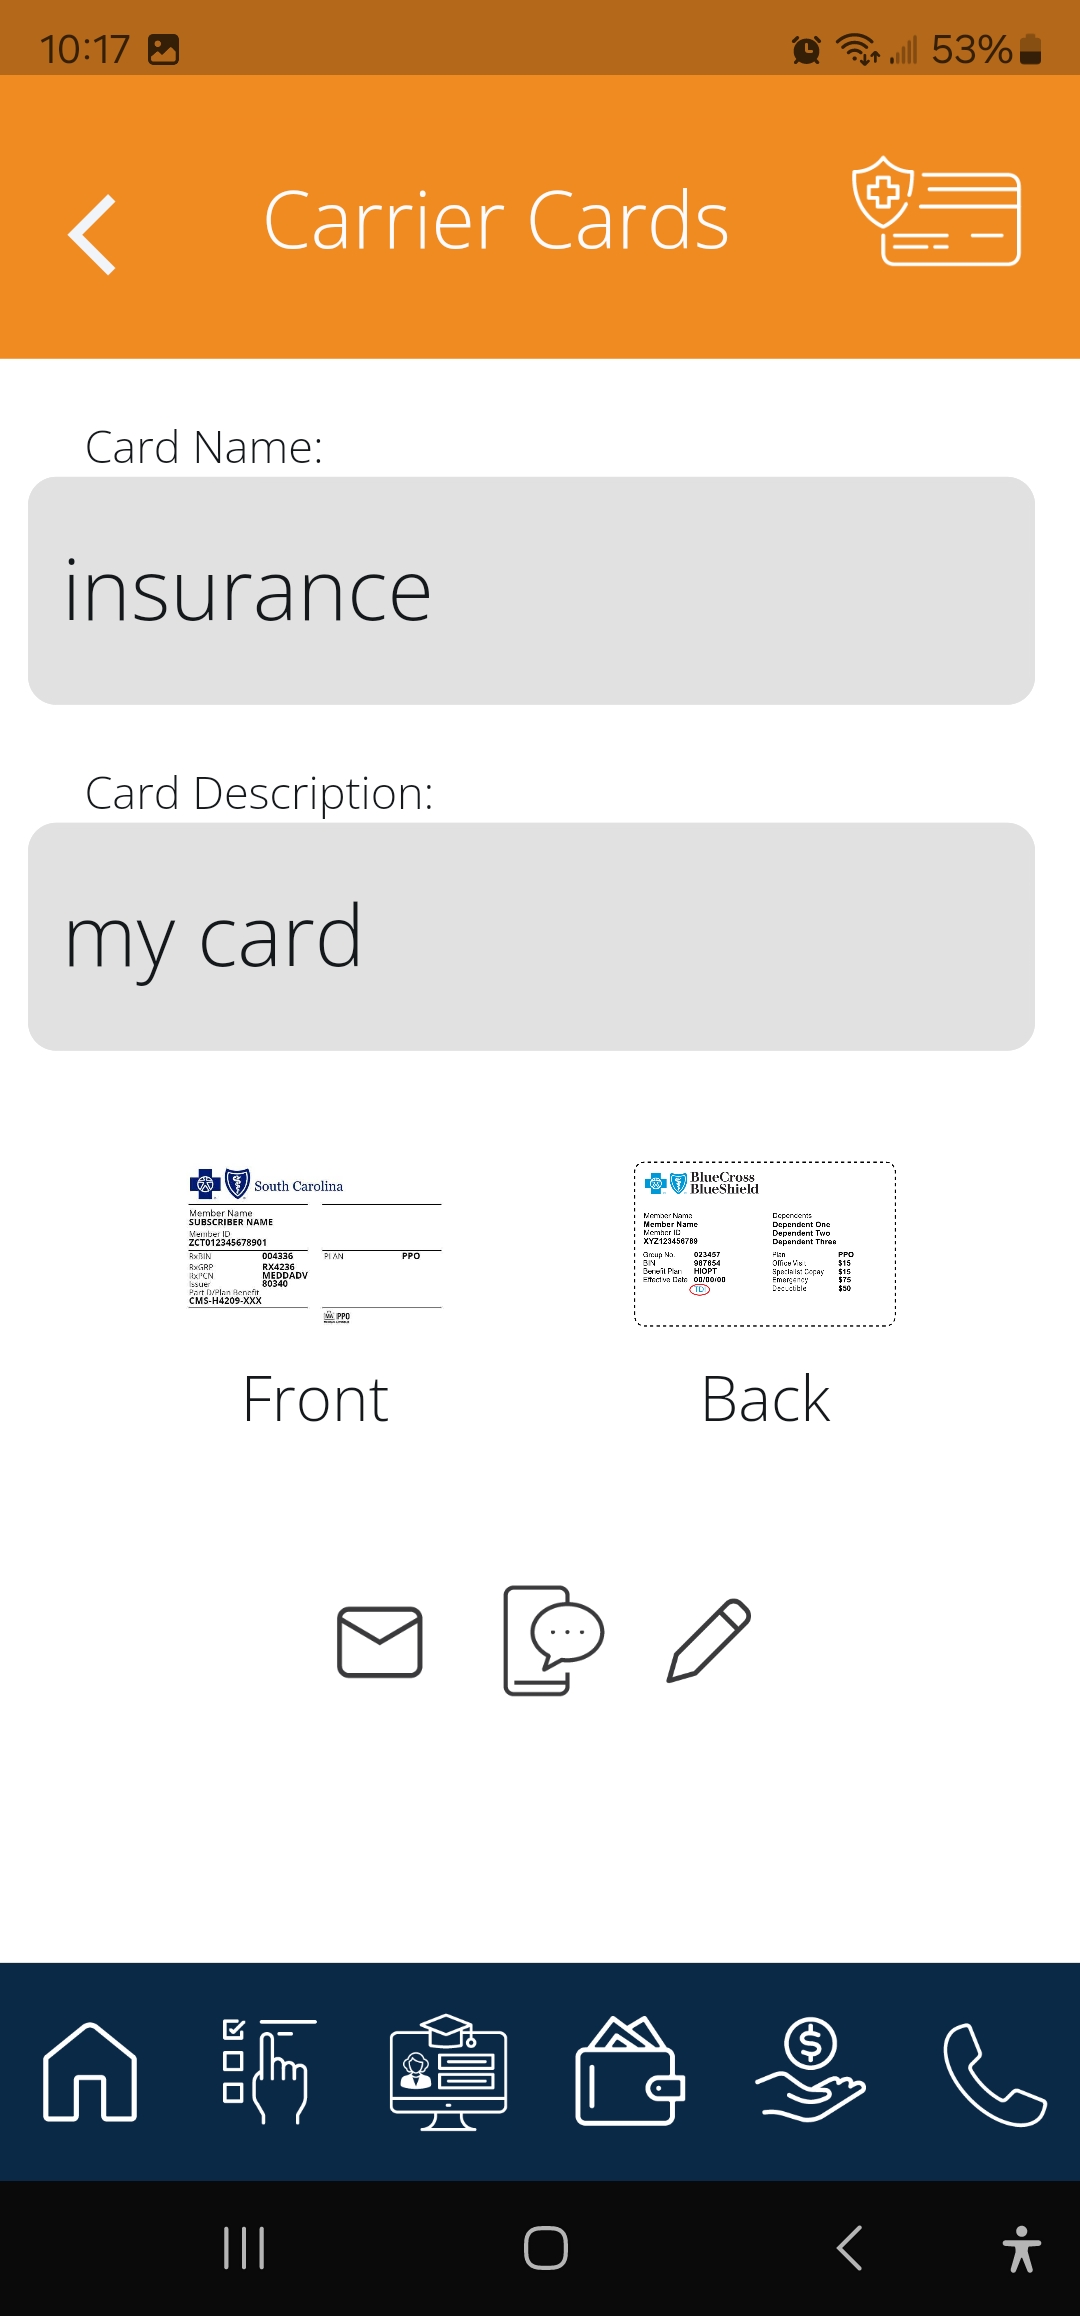 10:17
53%
Carrier Cards
Card Name:
insurance
Card Description:
my card
South Carolina
Member Name
SUBSCRIBER NAME
Member ID
ZCT012345678901
RxBIN 004336
RxGRP RX4236
RxPCN MEDDADV
Issuer 80340
Part D/Plan Benefit
CMS-H4209-XXX
PLAN PPO
PPO
BlueCross
BlueShield
Member Name
Member Name
Member ID
XYZ123456789
Group No. 023457
BIN 987654
Benefit Plan HIOPT
Effective Date 00/00/00
Dependents
Dependent One
Dependent Two
Dependent Three
Plan PPO
Office Visit $15
Specialist Copay $15
Emergency $75
Deductible $50
Front
Back